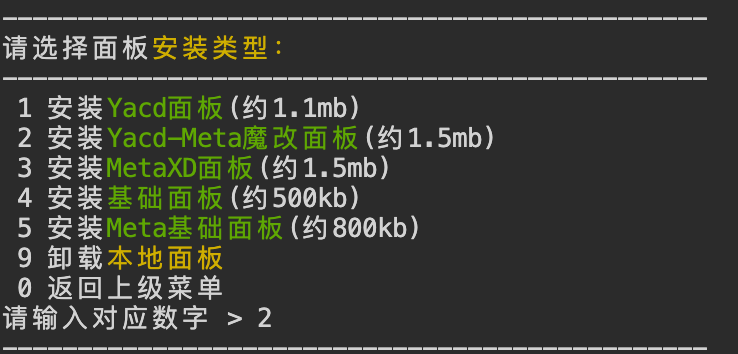 -----------------------------------------------
请选择面板安装类型：
-----------------------------------------------
1 安装Yacd面板(约1.1mb)
2 安装Yacd-Meta魔改面板(约1.5mb)
3 安装MetaXD面板(约1.5mb)
4 安装基础面板(约500kb)
5 安装Meta基础面板(约800kb)
9 卸载本地面板
0 返回上级菜单
请输入对应数字 > 2
-----------------------------------------------